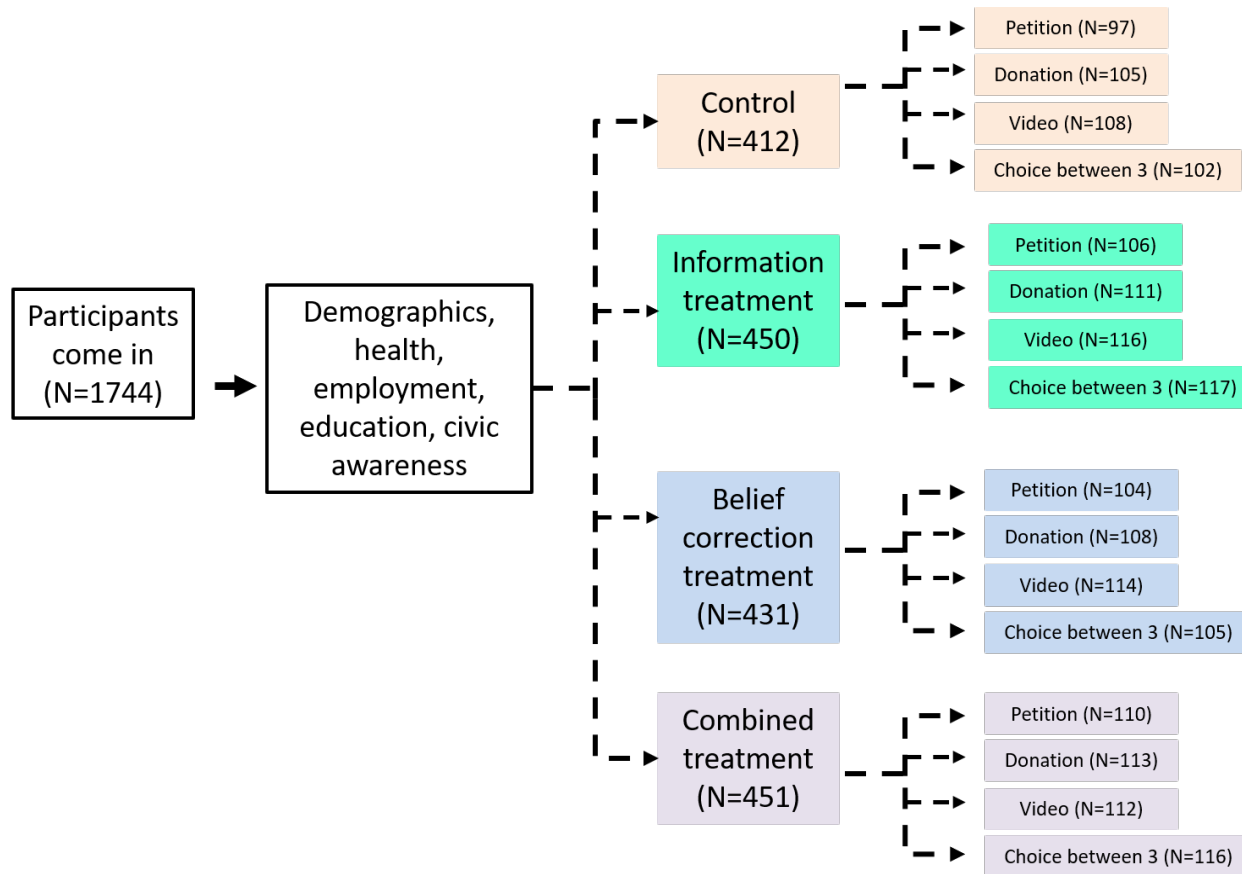 Participants
come in
(N=1744)
Demographics,
health,
employment,
education, civic
awareness
Control
(N=412)
Petition (N=97)
Donation (N=105)
Video (N=108)
Choice between 3 (N=102)
Information
treatment
(N=450)
Petition (N=106)
Donation (N=111)
Video (N=116)
Choice between 3 (N=117)
Belief
correction
treatment
(N=431)
Petition (N=104)
Donation (N=108)
Video (N=114)
Choice between 3 (N=105)
Combined
treatment
(N=451)
Petition (N=110)
Donation (N=113)
Video (N=112)
Choice between 3 (N=116)